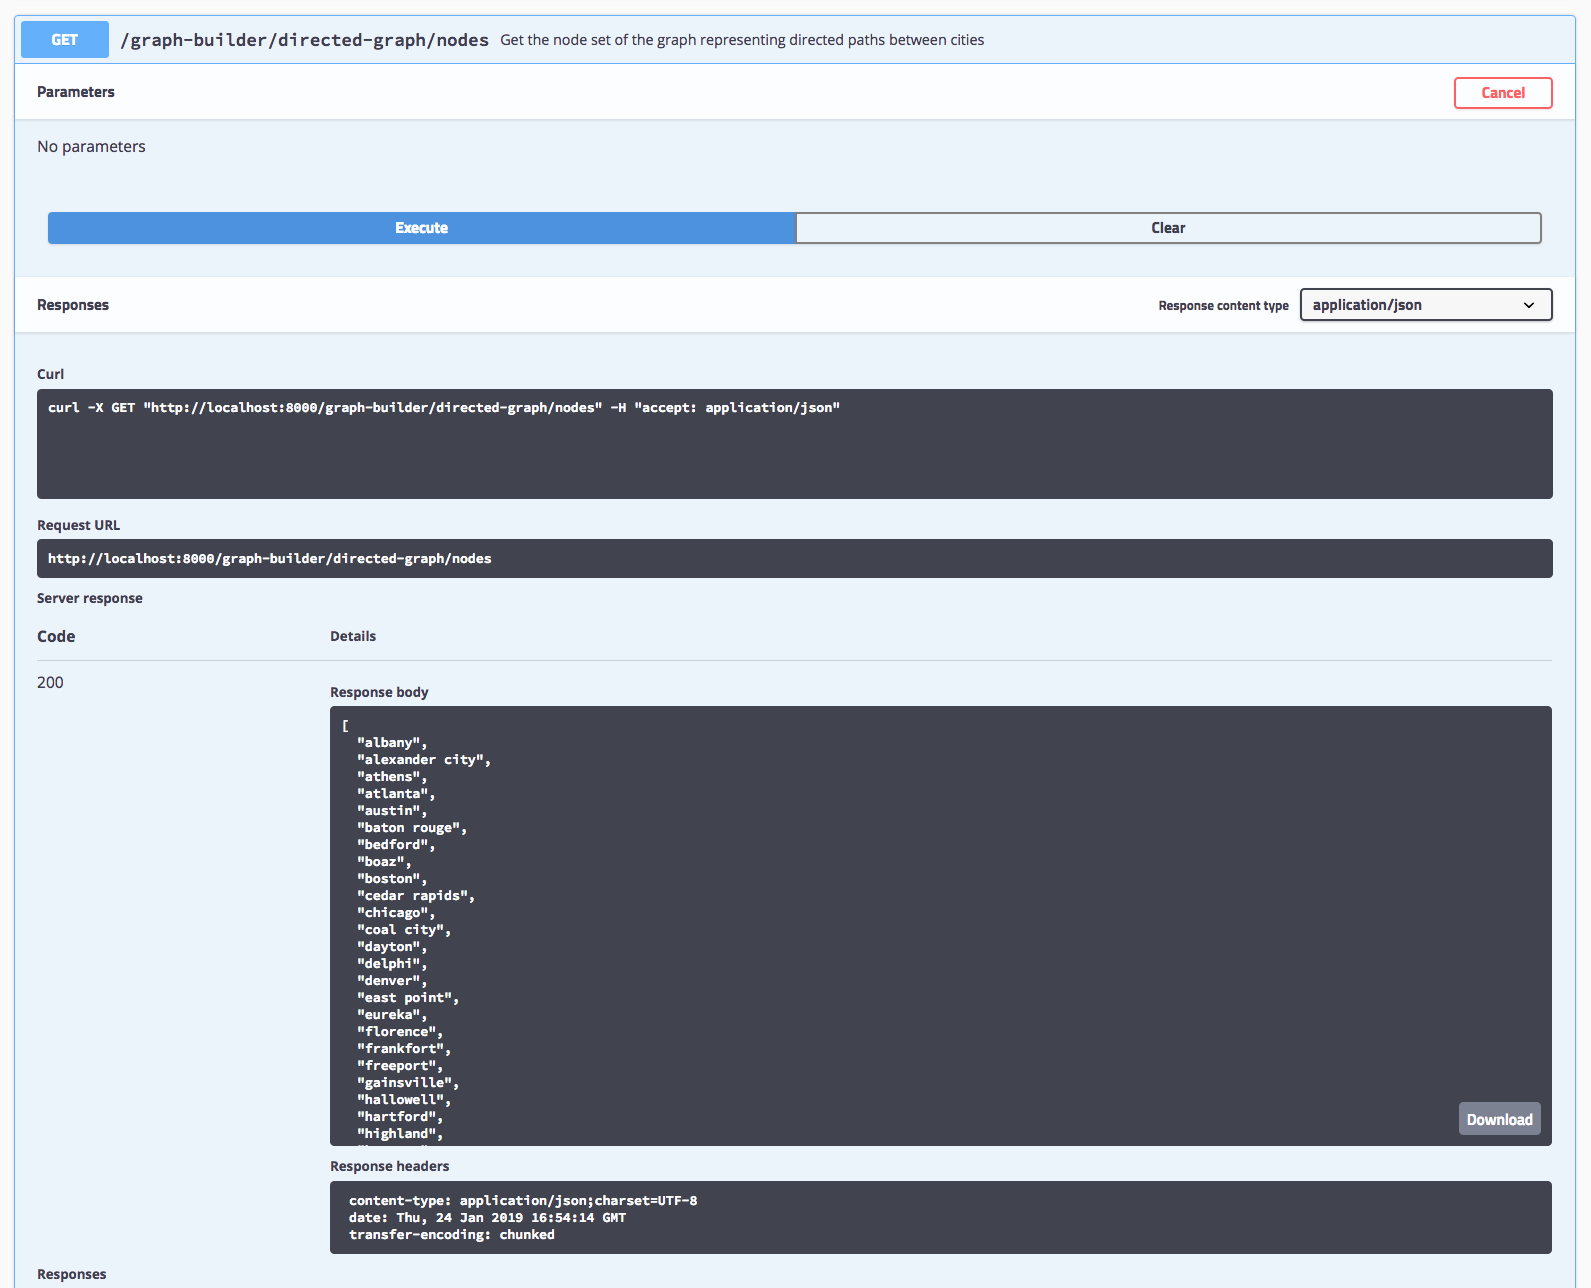 GET /graph-builder/directed-graph/nodes Get the node set of the graph representing directed paths between cities
Parameters
Cancel
No parameters
Execute
Clear
Responses
Response content type
application/json
Curl
curl -X GET "http://localhost:8000/graph-builder/directed-graph/nodes" -H "accept: application/json"
Request URL
http://localhost:8000/graph-builder/directed-graph/nodes
Server response
Code
Details
200
Response body
[
"albany",
"alexander city",
"athens",
"atlanta",
"austin",
"baton rouge",
"bedford",
"boaz",
"boston",
"cedar rapids",
"chicago",
"coal city",
"dayton",
"delphi",
"denver",
"east point",
"eureka",
"florence",
"frankfort",
"freeport",
"gainsville",
"hallowell",
"hartford",
"highland",
Download
Response headers
content-type: application/json;charset=UTF-8
date: Thu, 24 Jan 2019 16:54:14 GMT
transfer-encoding: chunked
Responses